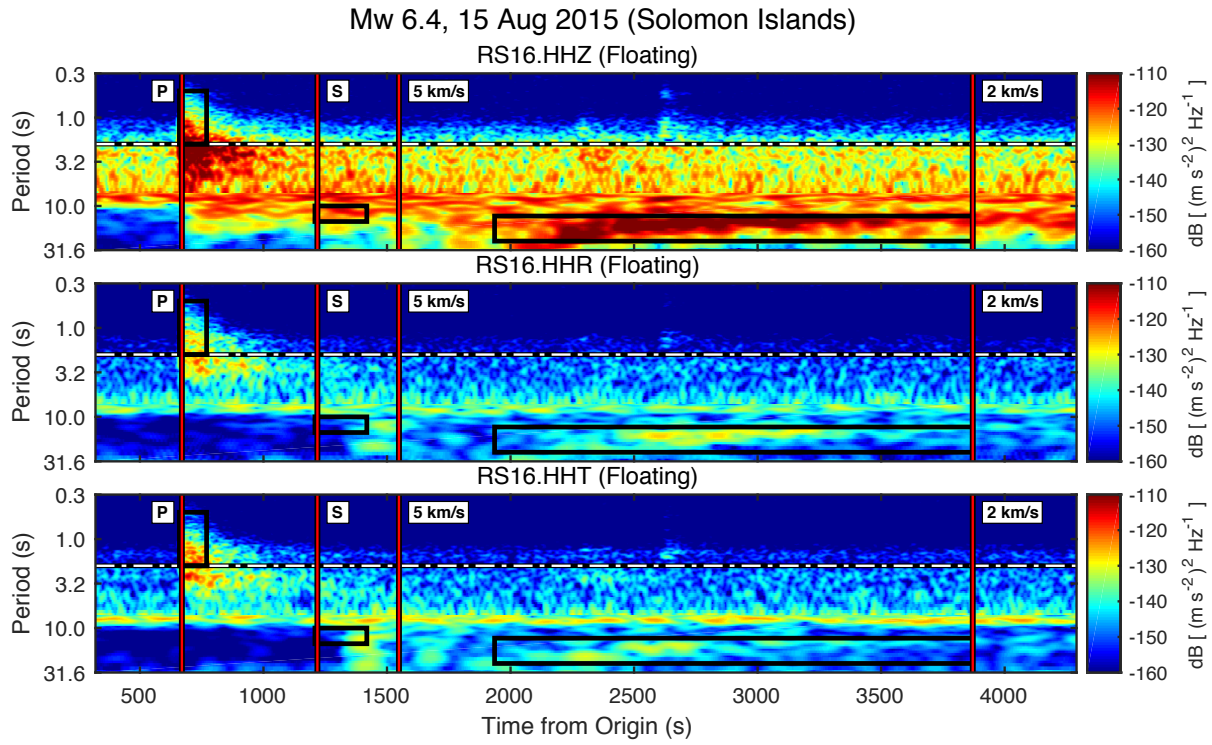 Mw 6.4, 15 Aug 2015 (Solomon Islands)
RS16.HHZ (Floating)
P S 5 km/s 2 km/s
Period (s)
0.3
1.0
3.2
10.0
31.6
-110
-120
-130
-140
-150
-160
dB [ (m s-2)2 Hz-1 ]
RS16.HHR (Floating)
P S 5 km/s 2 km/s
Period (s)
0.3
1.0
3.2
10.0
31.6
-110
-120
-130
-140
-150
-160
dB [ (m s-2)2 Hz-1 ]
RS16.HHT (Floating)
P S 5 km/s 2 km/s
Period (s)
0.3
1.0
3.2
10.0
31.6
-110
-120
-130
-140
-150
-160
dB [ (m s-2)2 Hz-1 ]
500 1000 1500 2000 2500 3000 3500 4000
Time from Origin (s)